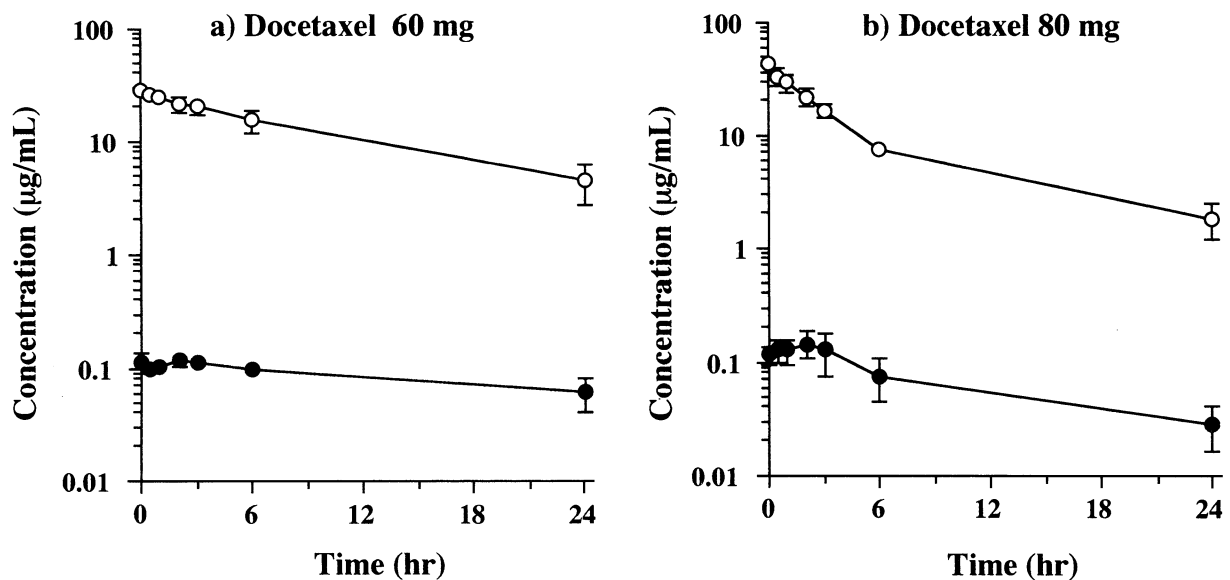 a) Docetaxel 60 mg
100
10
1
0.1
0.01
Concentration (µg/mL)
0 6 12 18 24
Time (hr)
b) Docetaxel 80 mg
100
10
1
0.1
0.01
Concentration (µg/mL)
0 6 12 18 24
Time (hr)